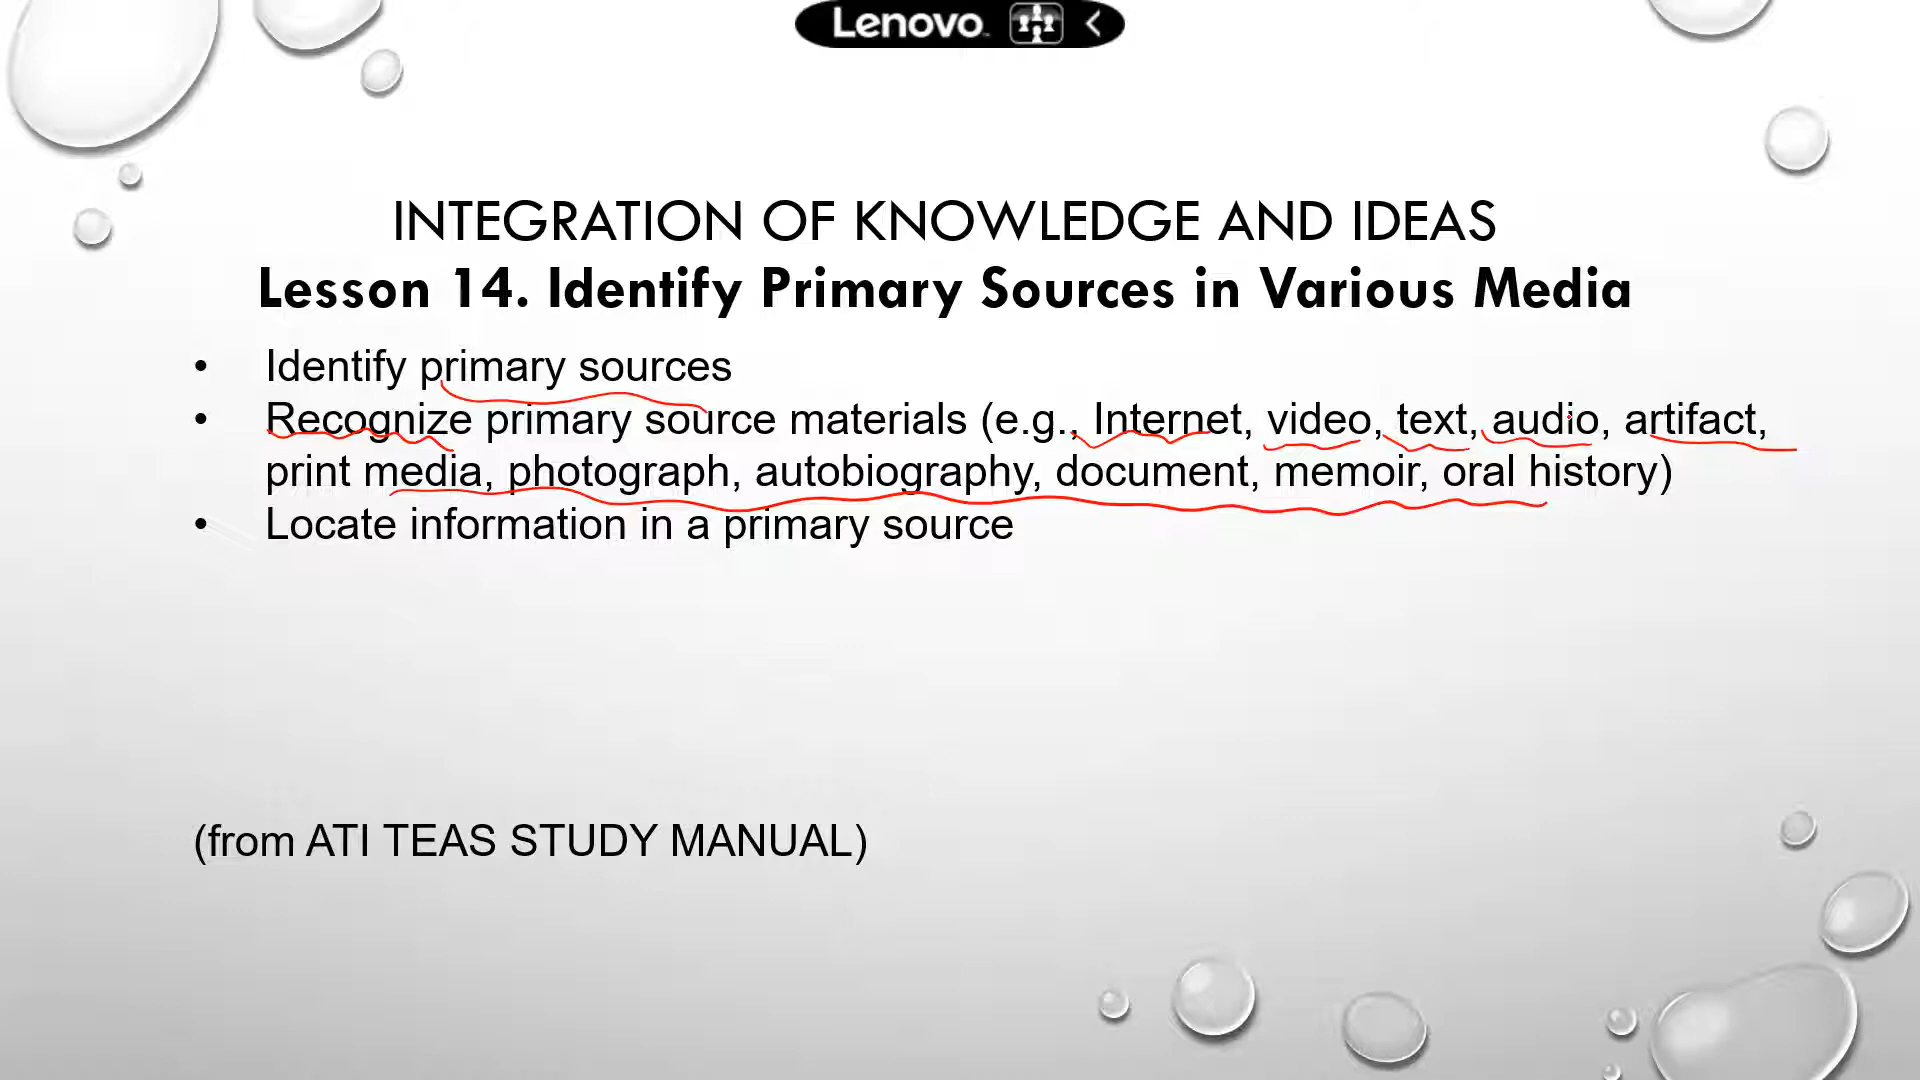 Lenovo
INTEGRATION OF KNOWLEDGE AND IDEAS
Lesson 14. Identify Primary Sources in Various Media
• Identify primary sources
• Recognize primary source materials (e.g., Internet, video, text, audio, artifact,
print media, photograph, autobiography, document, memoir, oral history)
• Locate information in a primary source
(from ATI TEAS STUDY MANUAL)